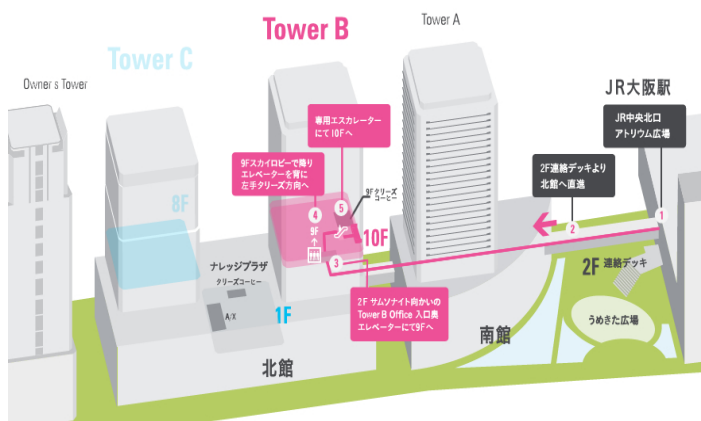 Tower A
Tower B
Tower C
Owner s Tower
JR大阪駅
JR中央北口
アトリウム広場
専用エスカレーター
にて10Fへ
2F連絡デッキより
北館へ直進
9Fスカイロビーで降り
エレベーターを背に
左手タリーズ方向へ
9Fタリーズ
コーヒー
8F
4
5
9F
10F
1
2
3
2F 連絡デッキ
ナレッジプラザ
タリーズコーヒー
A/X
1F
2F サムソナイト向かいの
Tower B Office 入口奥
エレベーターにて9Fへ
うめきた広場
南館
北館